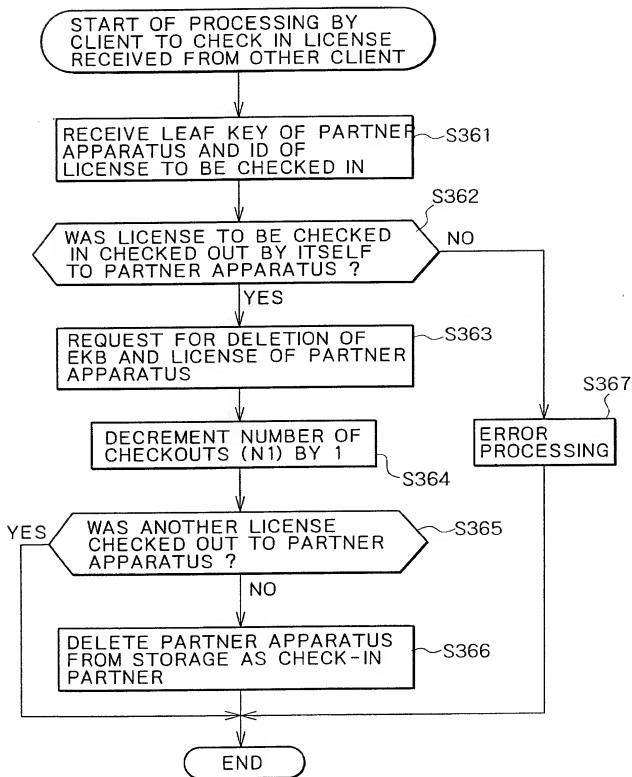 START OF PROCESSING BY
CLIENT TO CHECK IN LICENSE
RECEIVED FROM OTHER CLIENT
RECEIVE LEAF KEY OF PARTNER
APPARATUS AND ID OF
LICENSE TO BE CHECKED IN
S361
S362
WAS LICENSE TO BE CHECKED
IN CHECKED OUT BY ITSELF
TO PARTNER APPARATUS ?
NO
YES
REQUEST FOR DELETION OF
EKB AND LICENSE OF PARTNER
APPARATUS
S363
S367
ERROR
PROCESSING
DECREMENT NUMBER OF
CHECKOUTS (N1) BY 1
S364
YES
WAS ANOTHER LICENSE
CHECKED OUT TO PARTNER
APPARATUS ?
S365
NO
DELETE PARTNER APPARATUS
FROM STORAGE AS CHECK-IN
PARTNER
S366
END